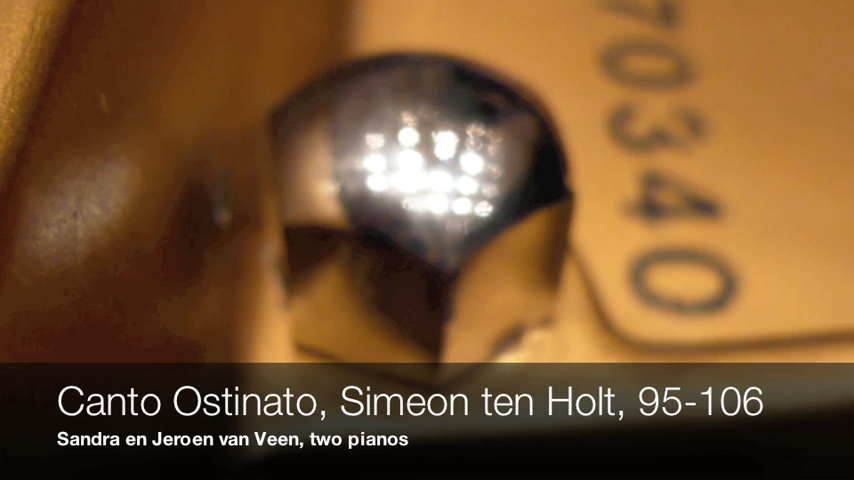 70340
Canto Ostinato, Simeon ten Holt, 95-106
Sandra en Jeroen van Veen, two pianos